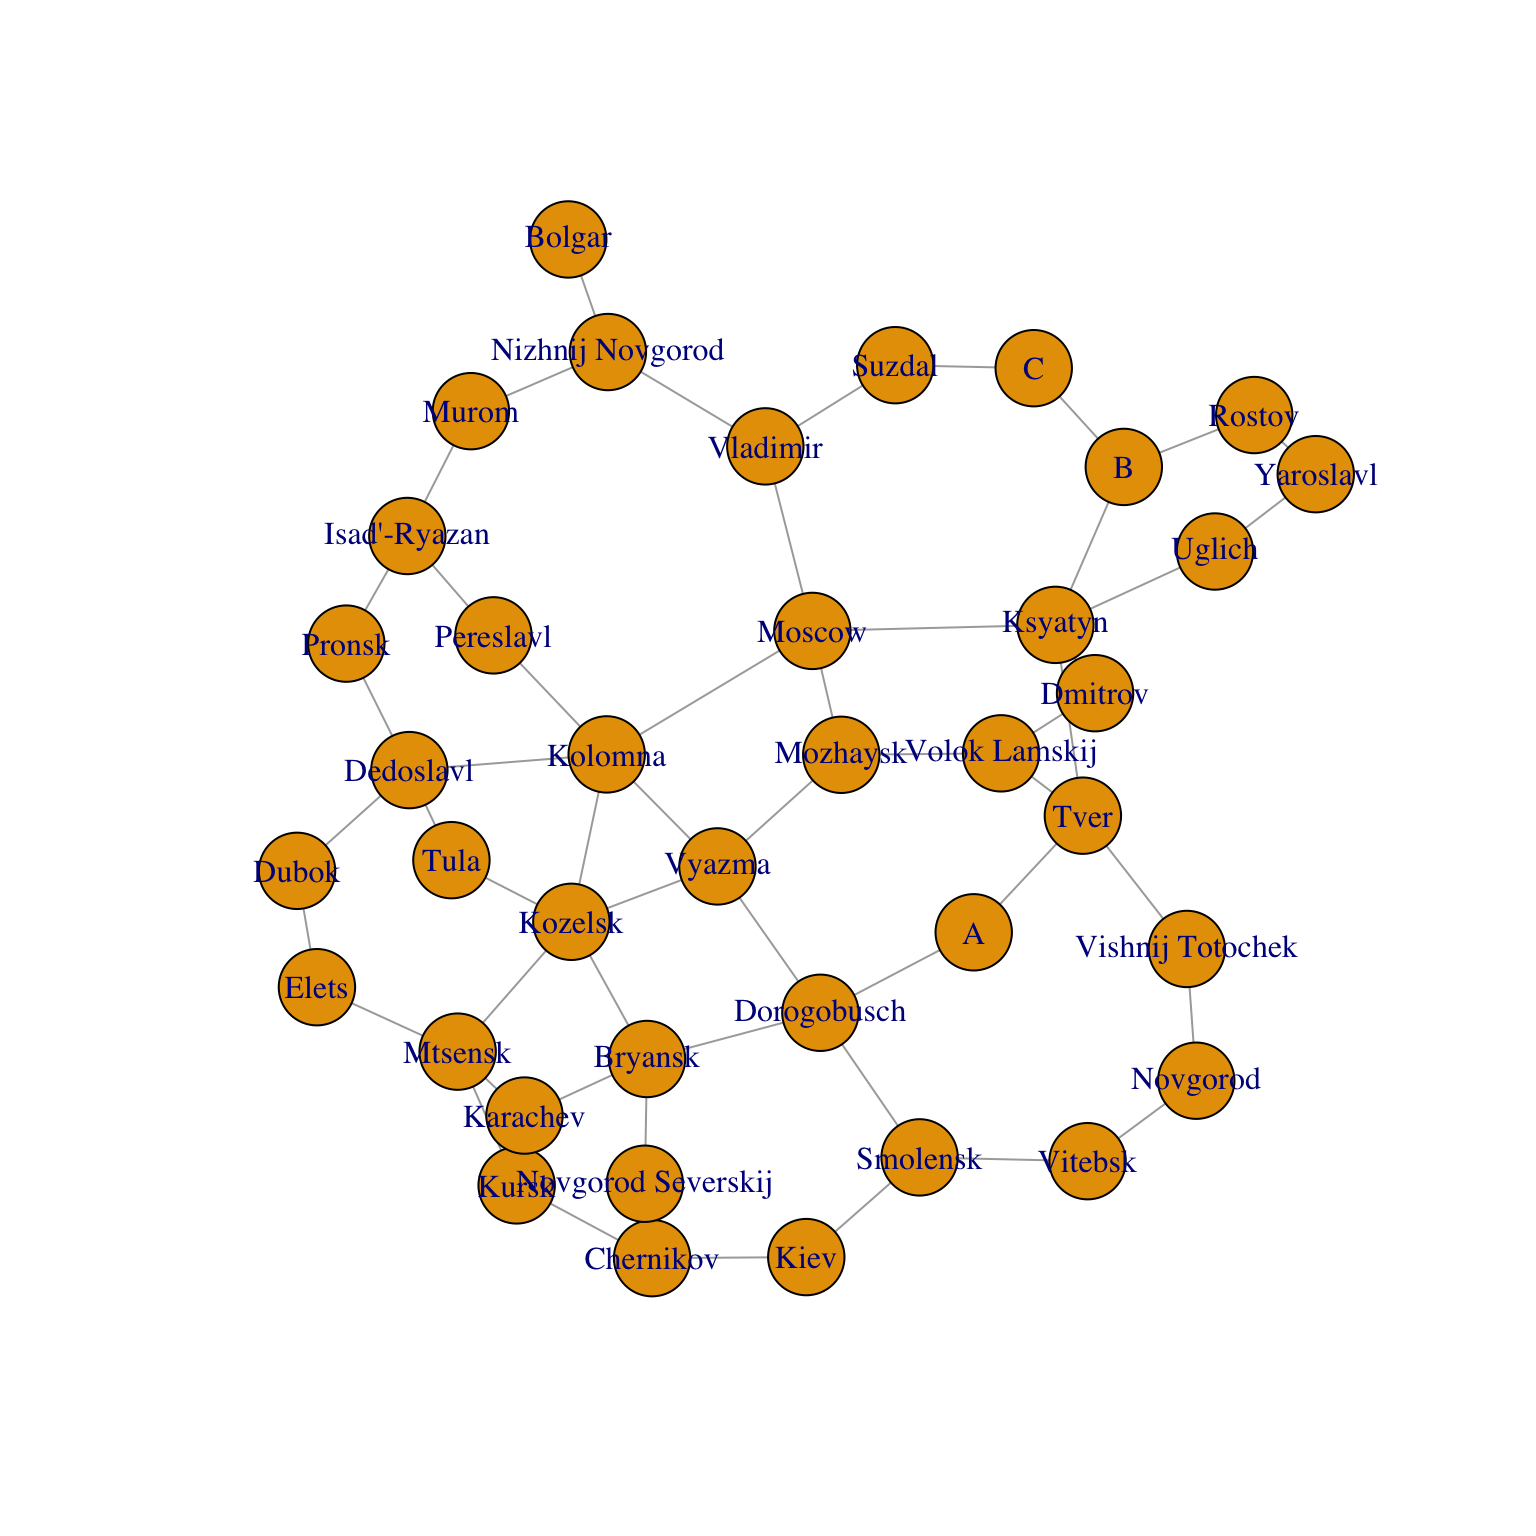 Bolgar
Nizhnij Novgorod
Suzdal
C
Murom
Rostov
Vladimir
B
Yaroslavl
Isad'-Ryazan
Uglich
Pronsk
Pereslavl
Moscow
Ksyatyn
Dmitrov
Kolomna
Mozhaysk
Volok Lamskij
Dedoslavl
Tver
Dubok
Tula
Vyazma
Kozelsk
A
Vishnij Totochek
Elets
Dorogobusch
Mtsensk
Bryansk
Novgorod
Karachev
Smolensk
Vitebsk
Kursk
Novgorod Severskij
Chernikov
Kiev